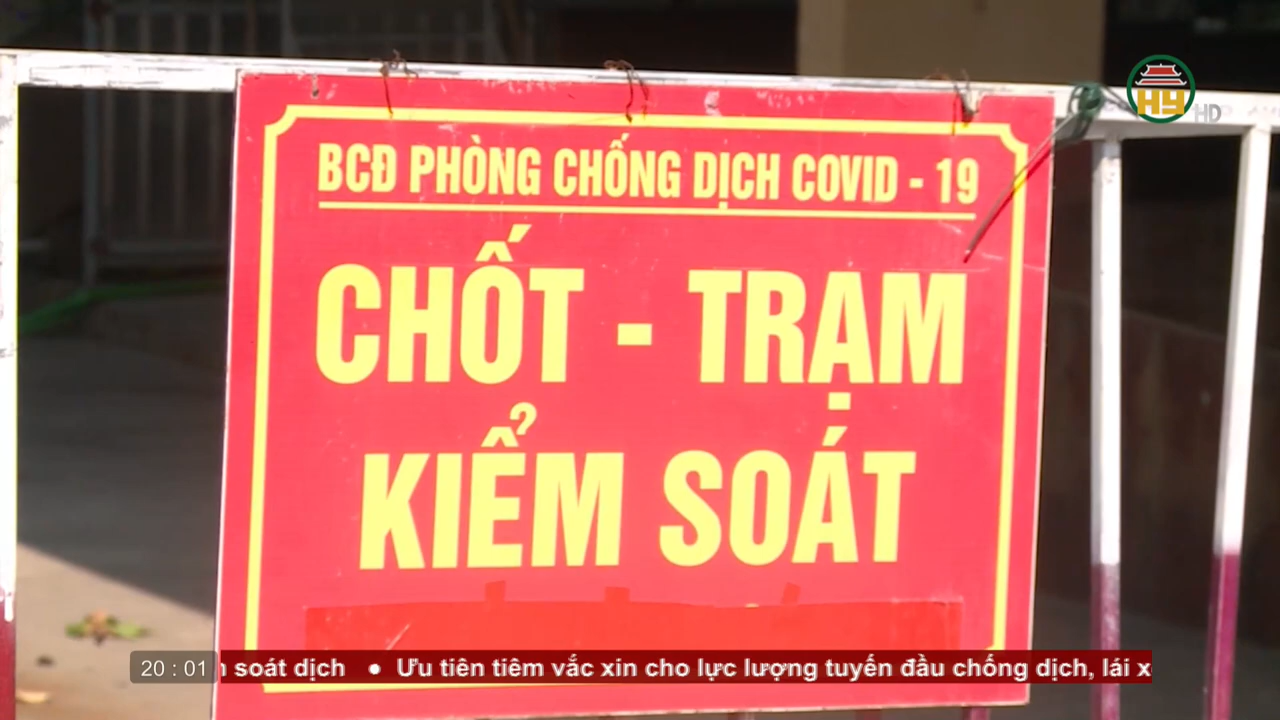 HY HD
BCĐ PHÒNG CHỐNG DỊCH COVID - 19
CHỐT - TRẠM
KIỂM SOÁT
20 : 01 soát dịch • Ưu tiên tiêm vắc xin cho lực lượng tuyến đầu chống dịch, lái